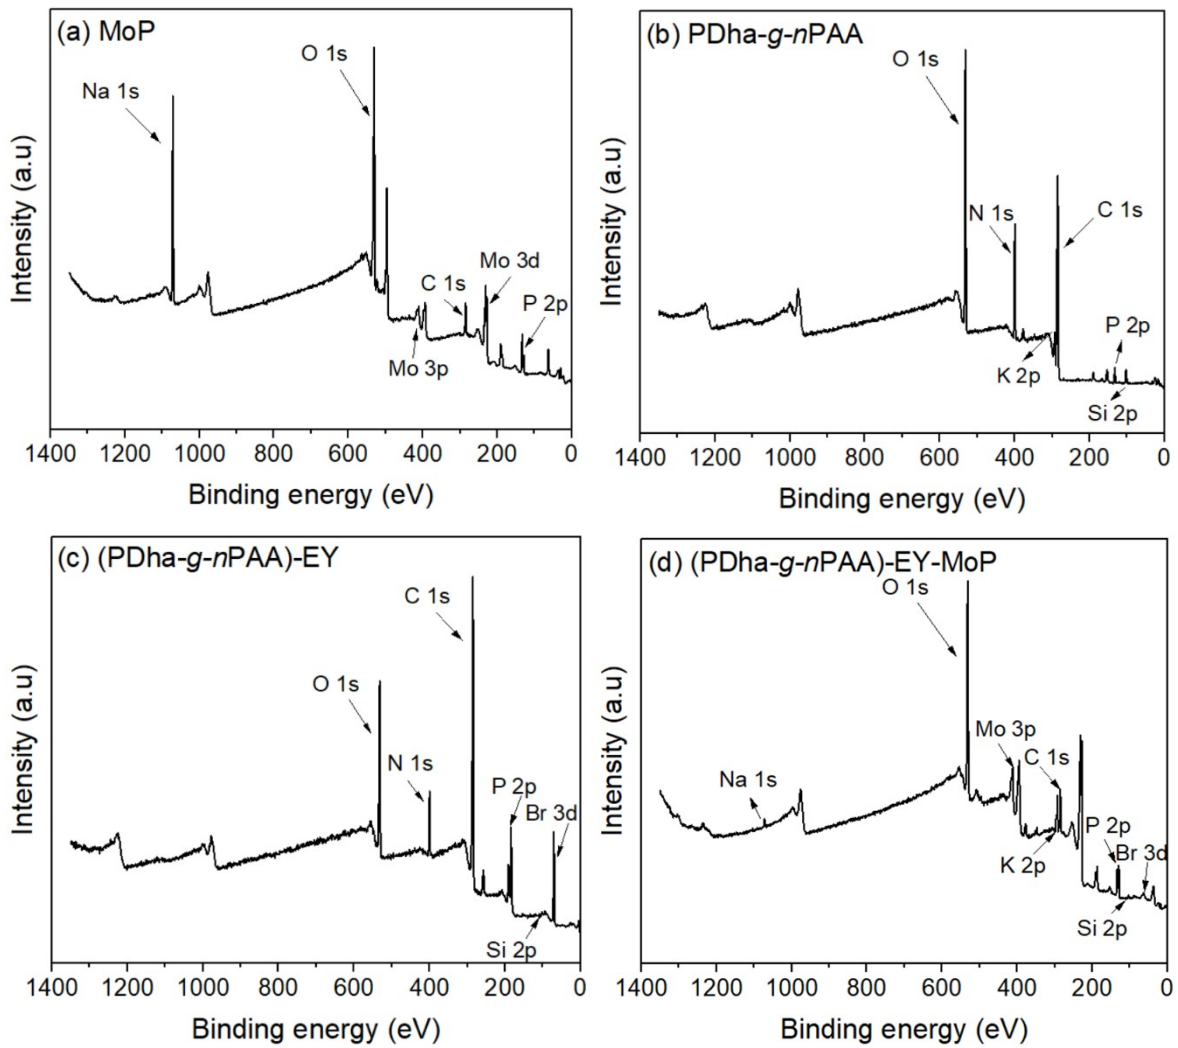 (a) MoP
O 1s
Na 1s
Mo 3d
C 1s
P 2p
Mo 3p
Intensity (a.u)
1400 1200 1000 800 600 400 200 0
Binding energy (eV)
(b) PDha-g-nPAA
O 1s
N 1s
C 1s
P 2p
K 2p
Si 2p
Intensity (a.u)
1400 1200 1000 800 600 400 200 0
Binding energy (eV)
(c) (PDha-g-nPAA)-EY
C 1s
O 1s
N 1s
P 2p
Br 3d
Si 2p
Intensity (a.u)
1400 1200 1000 800 600 400 200 0
Binding energy (eV)
(d) (PDha-g-nPAA)-EY-MoP
O 1s
Mo 3p
C 1s
Na 1s
P 2p
Br 3d
K 2p
Si 2p
Intensity (a.u)
1400 1200 1000 800 600 400 200 0
Binding energy (eV)